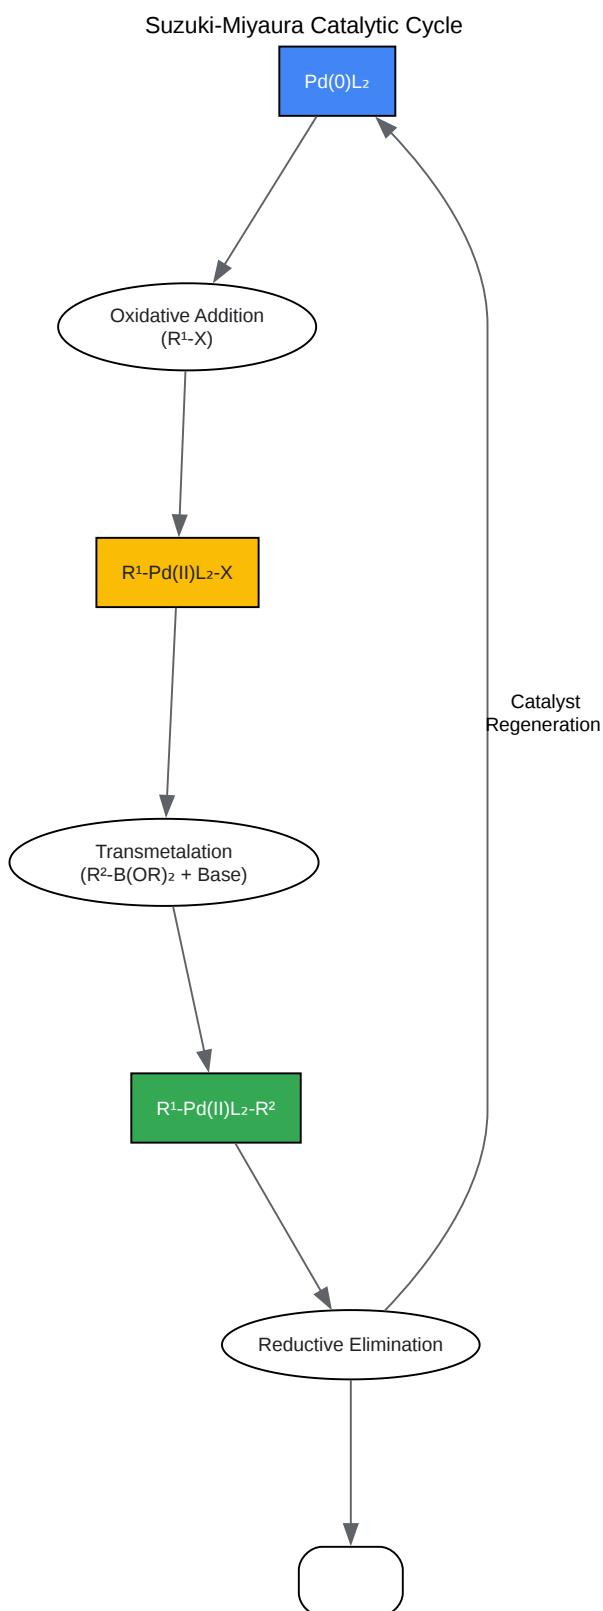 Suzuki-Miyaura Catalytic Cycle
Pd(0)L₂
Oxidative Addition
(R¹-X)
R¹-Pd(II)L₂-X
Catalyst
Regeneration
Transmetalation
(R²-B(OR)₂ + Base)
R¹-Pd(II)L₂-R²
Reductive Elimination